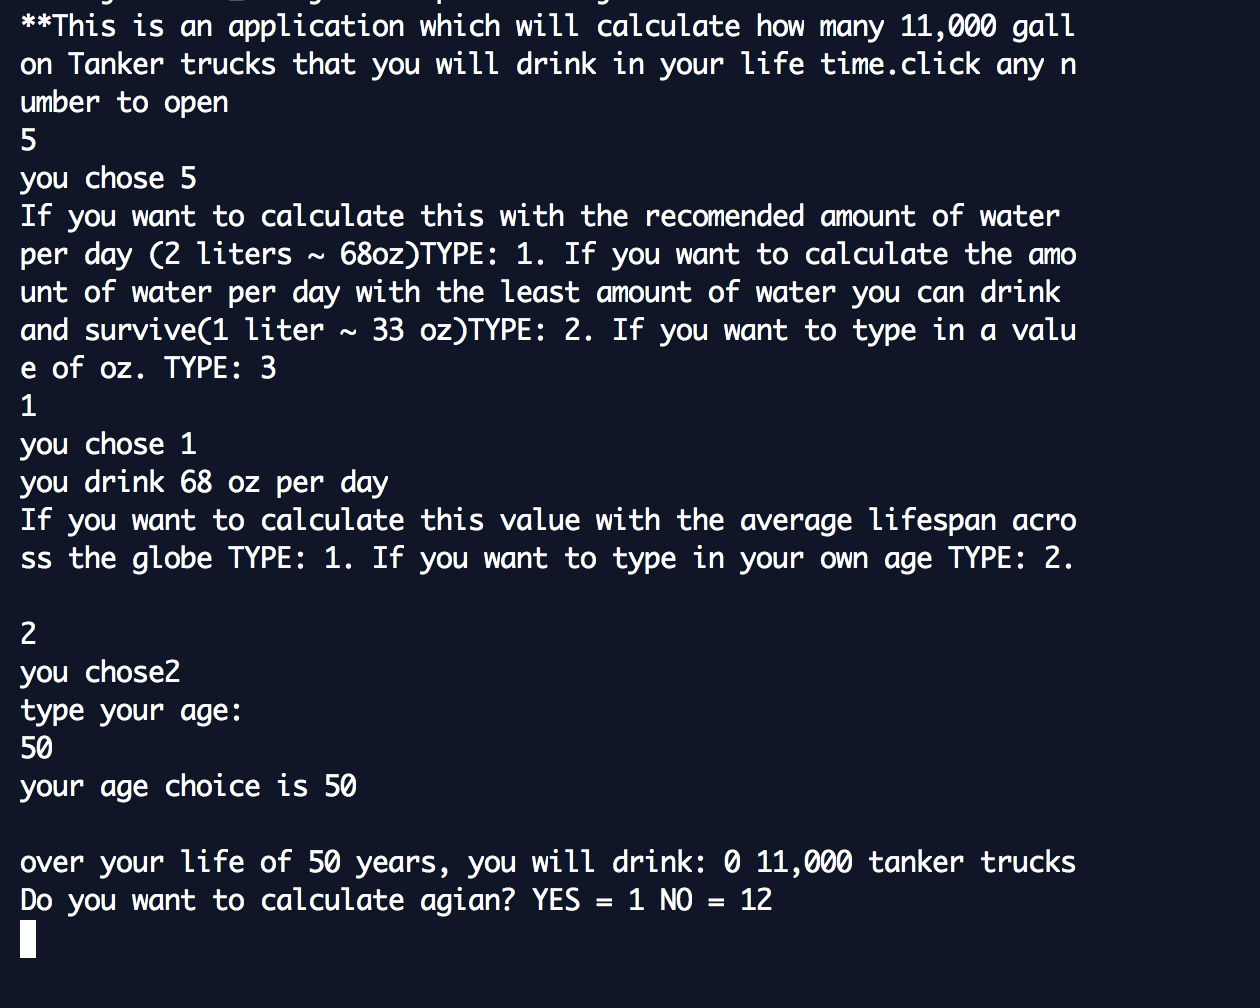 **This is an application which will calculate how many 11,000 gall
on Tanker trucks that you will drink in your life time.click any n
umber to open
5
you chose 5
If you want to calculate this with the recomended amount of water
per day (2 liters ~ 68oz)TYPE: 1. If you want to calculate the amo
unt of water per day with the least amount of water you can drink
and survive(1 liter ~ 33 oz)TYPE: 2. If you want to type in a valu
e of oz. TYPE: 3
1
you chose 1
you drink 68 oz per day
If you want to calculate this value with the average lifespan acro
ss the globe TYPE: 1. If you want to type in your own age TYPE: 2.
2
you chose2
type your age:
50
your age choice is 50
over your life of 50 years, you will drink: 0 11,000 tanker trucks
Do you want to calculate agian? YES = 1 NO = 12